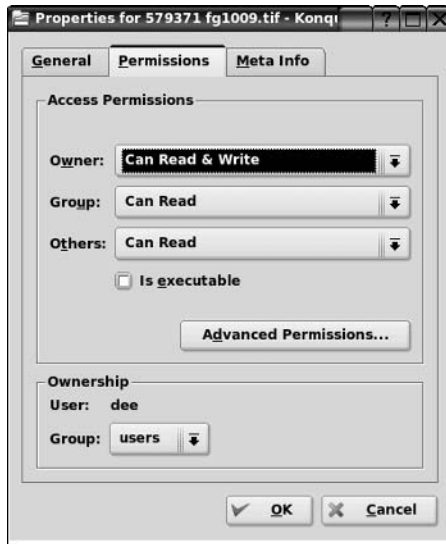 Properties for 579371 fg1009.tif - Konqu
General Permissions Meta Info
Access Permissions
Owner: Can Read & Write
Group: Can Read
Others: Can Read
Is executable
Advanced Permissions...
Ownership
User: dee
Group: users
OK Cancel